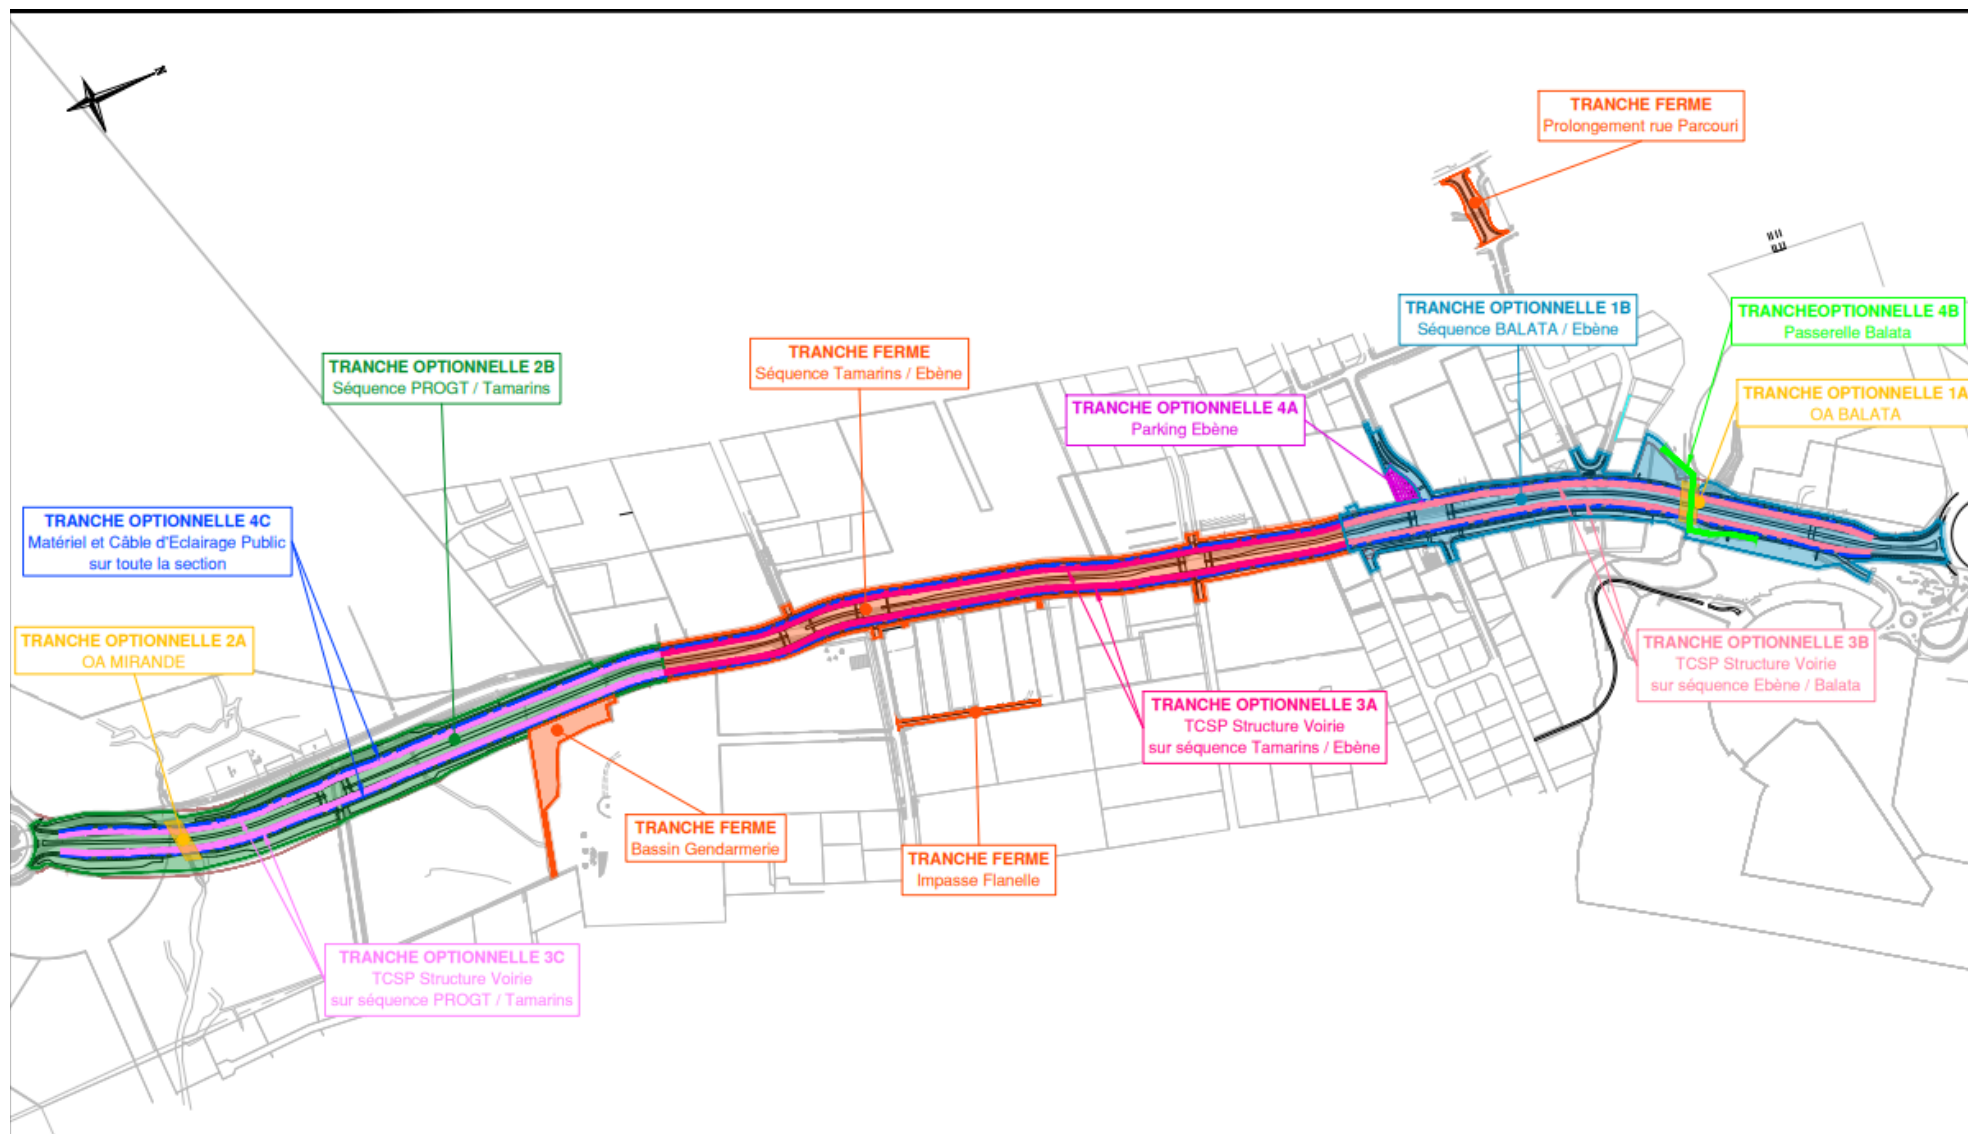 N
TRANCHE FERME
Prolongement rue Parcouri
TRANCHE OPTIONNELLE 1B
Séquence BALATA / Ebène
TRANCHEOPTIONNELLE 4B
Passerelle Balata
TRANCHE FERME
Séquence Tamarins / Ebène
TRANCHE OPTIONNELLE 2B
Séquence PROGT / Tamarins
TRANCHE OPTIONNELLE 1A
OA BALATA
TRANCHE OPTIONNELLE 4A
Parking Ebène
TRANCHE OPTIONNELLE 4C
Matériel et Câble d'Eclairage Public
sur toute la section
TRANCHE OPTIONNELLE 2A
OA MIRANDE
TRANCHE OPTIONNELLE 3B
TCSP Structure Voirie
sur séquence Ebène / Balata
TRANCHE OPTIONNELLE 3A
TCSP Structure Voirie
sur séquence Tamarins / Ebène
TRANCHE FERME
Bassin Gendarmerie
TRANCHE FERME
Impasse Flanelle
TRANCHE OPTIONNELLE 3C
TCSP Structure Voirie
sur séquence PROGT / Tamarins